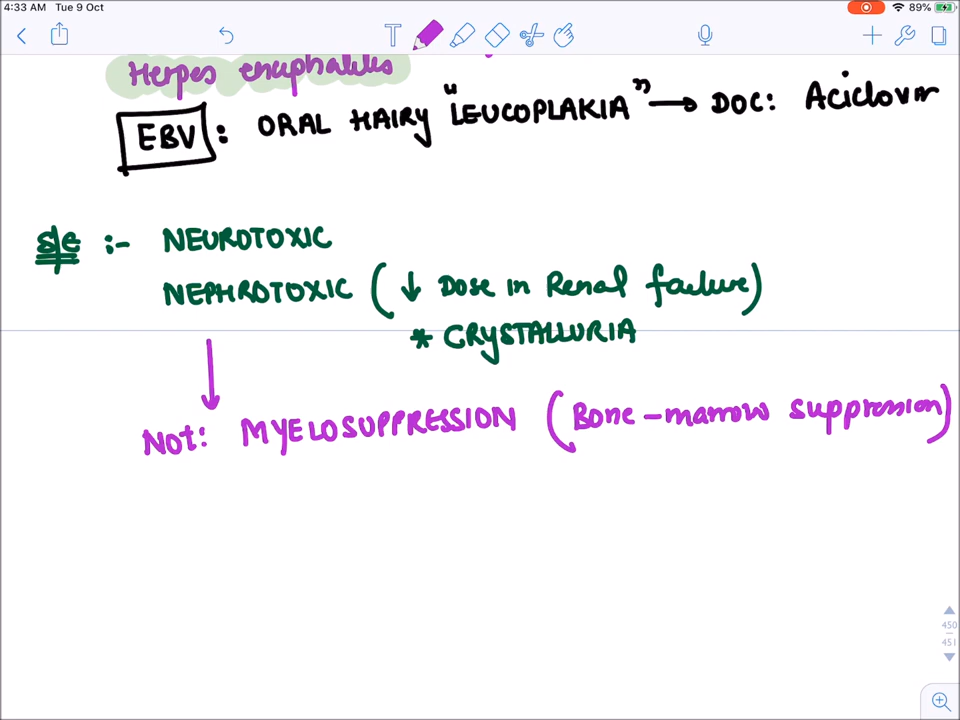 4:33 AM Tue 9 Oct 89%
Herpes encephalitis
EBV : ORAL HAIRY "LEUCOPLAKIA" → DOC: Aciclovir
S/E :- NEUROTOXIC
NEPHROTOXIC (↓ Dose in Renal failure)
* CRYSTALLURIA
↓
Not: MYELOSUPPRESSION (Bone-marrow suppression)
450
451